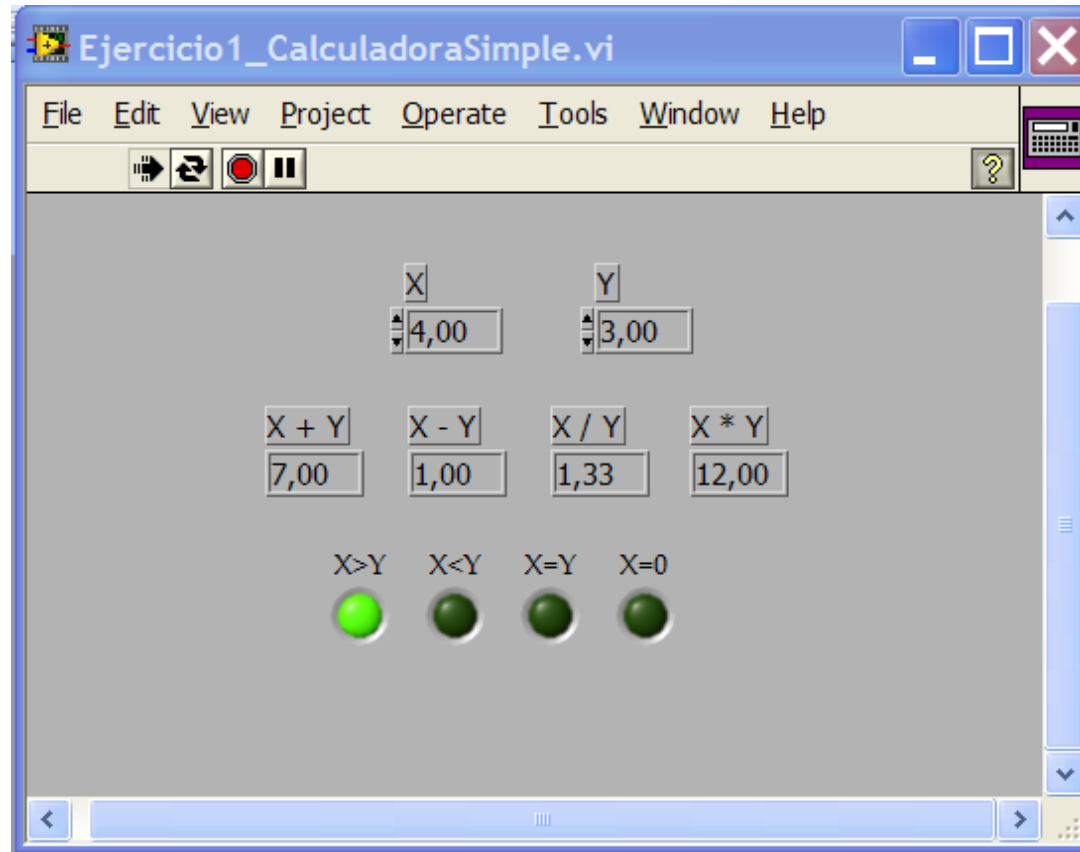 Ejercicio1_CalculadoraSimple.vi
File Edit View Project Operate Tools Window Help
X Y
4,00 3,00
X + Y X - Y X / Y X * Y
7,00 1,00 1,33 12,00
X>Y X<Y X=Y X=0